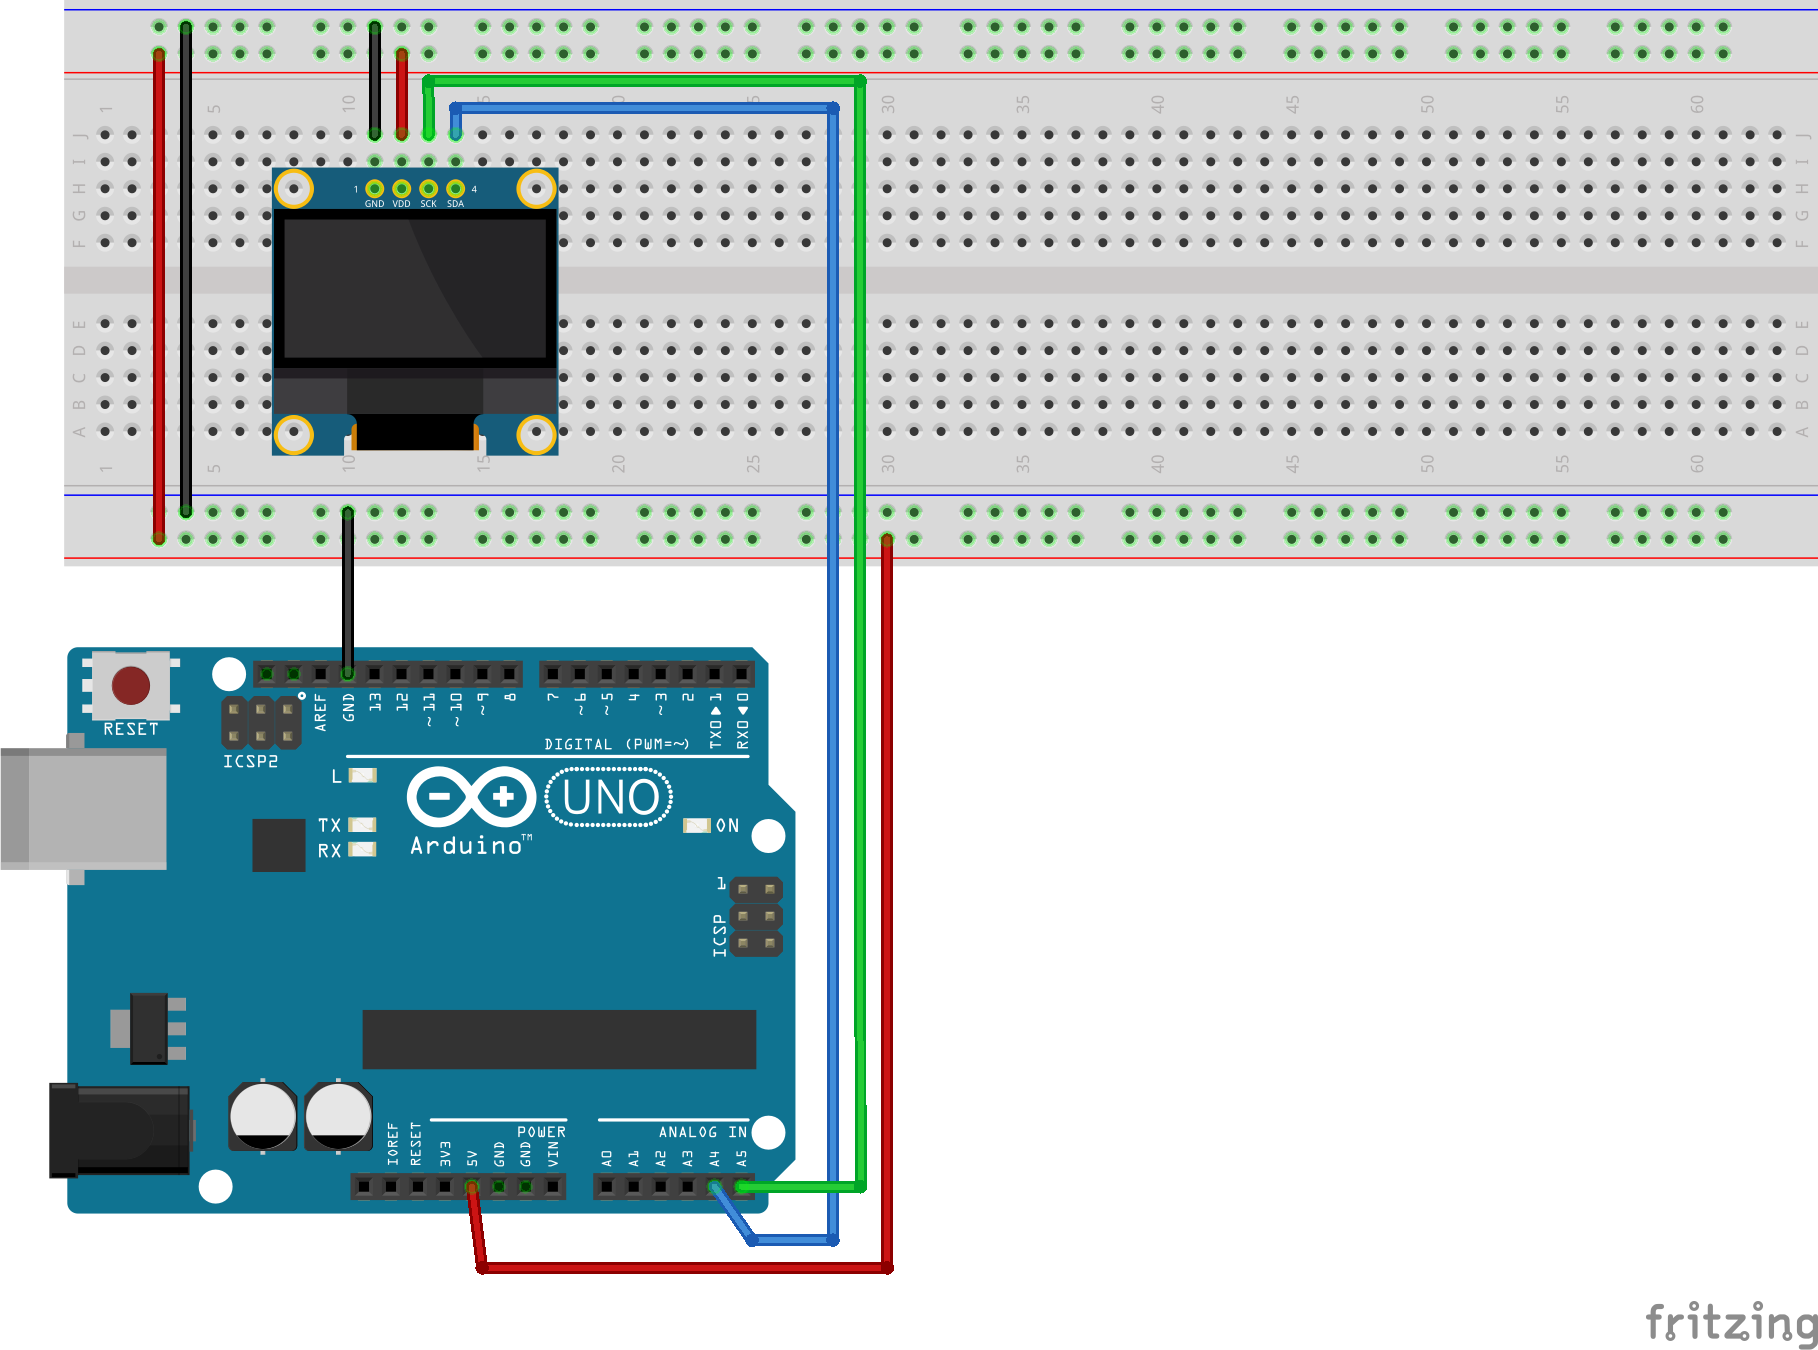 1 5 10 15 20 25 30 35 40 45 50 55 60
J J
I I
H H
G G
F F
1 4
GND VDD SCK SDA
E E
D D
C C
B B
A A
1 5 10 15 20 25 30 35 40 45 50 55 60
RESET
ICSP2
AREF GND 13 12 ~11 ~10 ~9 8 7 ~6 ~5 4 ~3 2 TX0▶1 RX0◀0
DIGITAL (PWM=~)
L
TX
RX
UNO
Arduino™
ON
1
ICSP
POWER
ANALOG IN
IOREF RESET 3V3 5V GND GND VIN A0 A1 A2 A3 A4 A5
fritzing